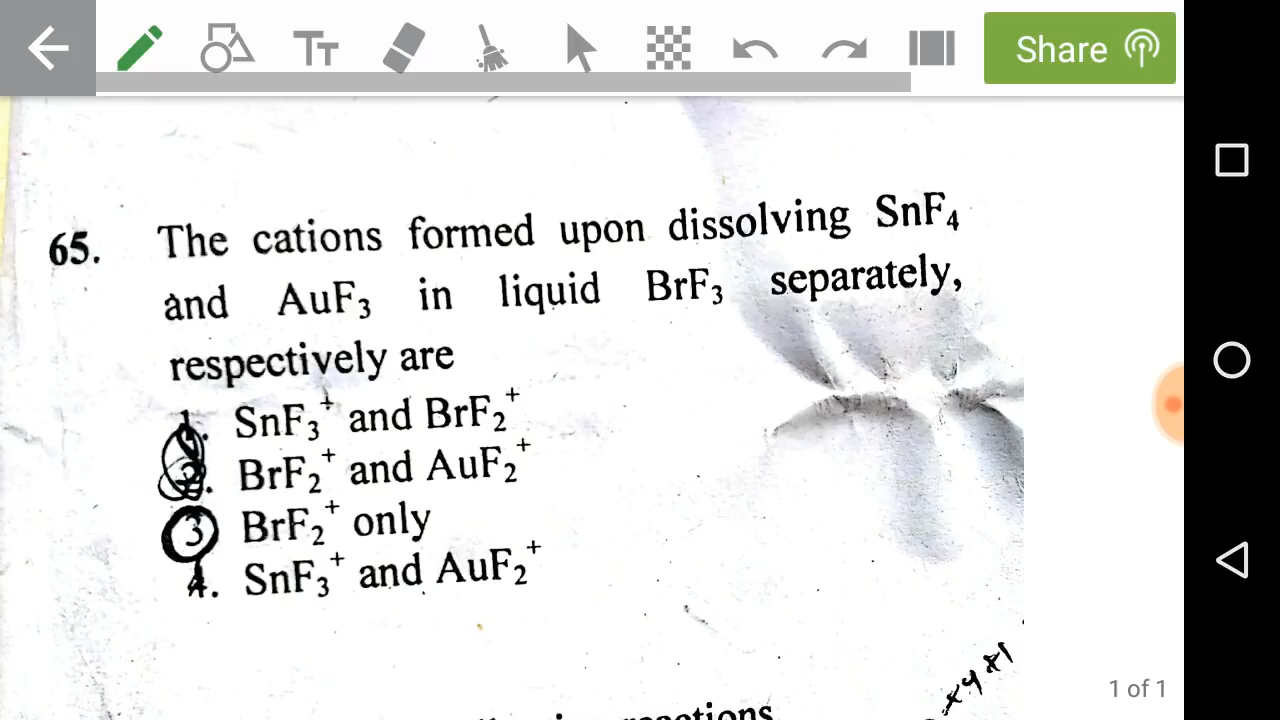 Share
65. The cations formed upon dissolving SnF₄
and AuF₃ in liquid BrF₃ separately,
respectively are
1. SnF₃⁺ and BrF₂⁺
2. BrF₂⁺ and AuF₂⁺
3 BrF₂⁺ only
4. SnF₃⁺ and AuF₂⁺
reactions
1 of 1